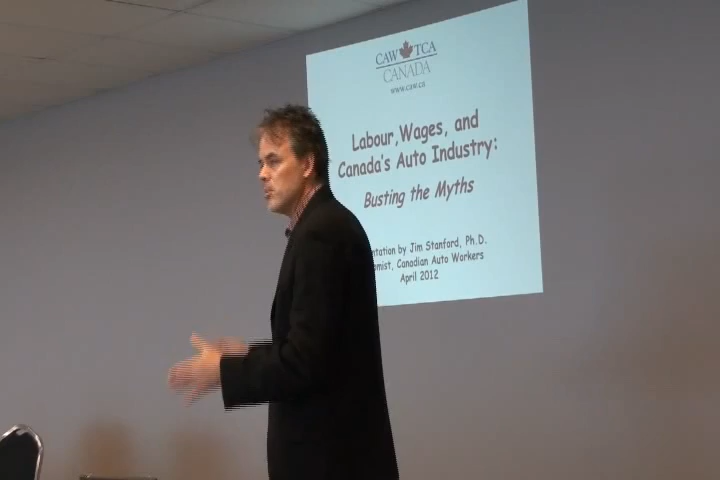 CAW TCA
CANADA
www.caw.ca
Labour, Wages, and
Canada's Auto Industry:
Busting the Myths
by Jim Stanford, Ph.D.
Canadian Auto Workers
April 2012